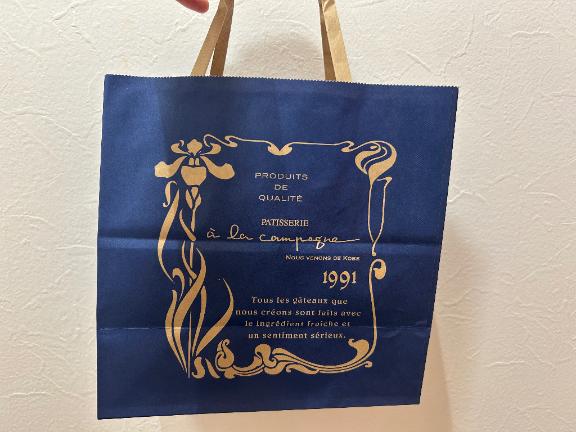 PRODUITS
DE
QUALITÉ
PATISSERIE
à la campagne
NOUS VENONS DE KOBE
1991
Tous les gâteaux que
nous créons sont faits avec
le ingrédient fraîche et
un sentiment sérieux.